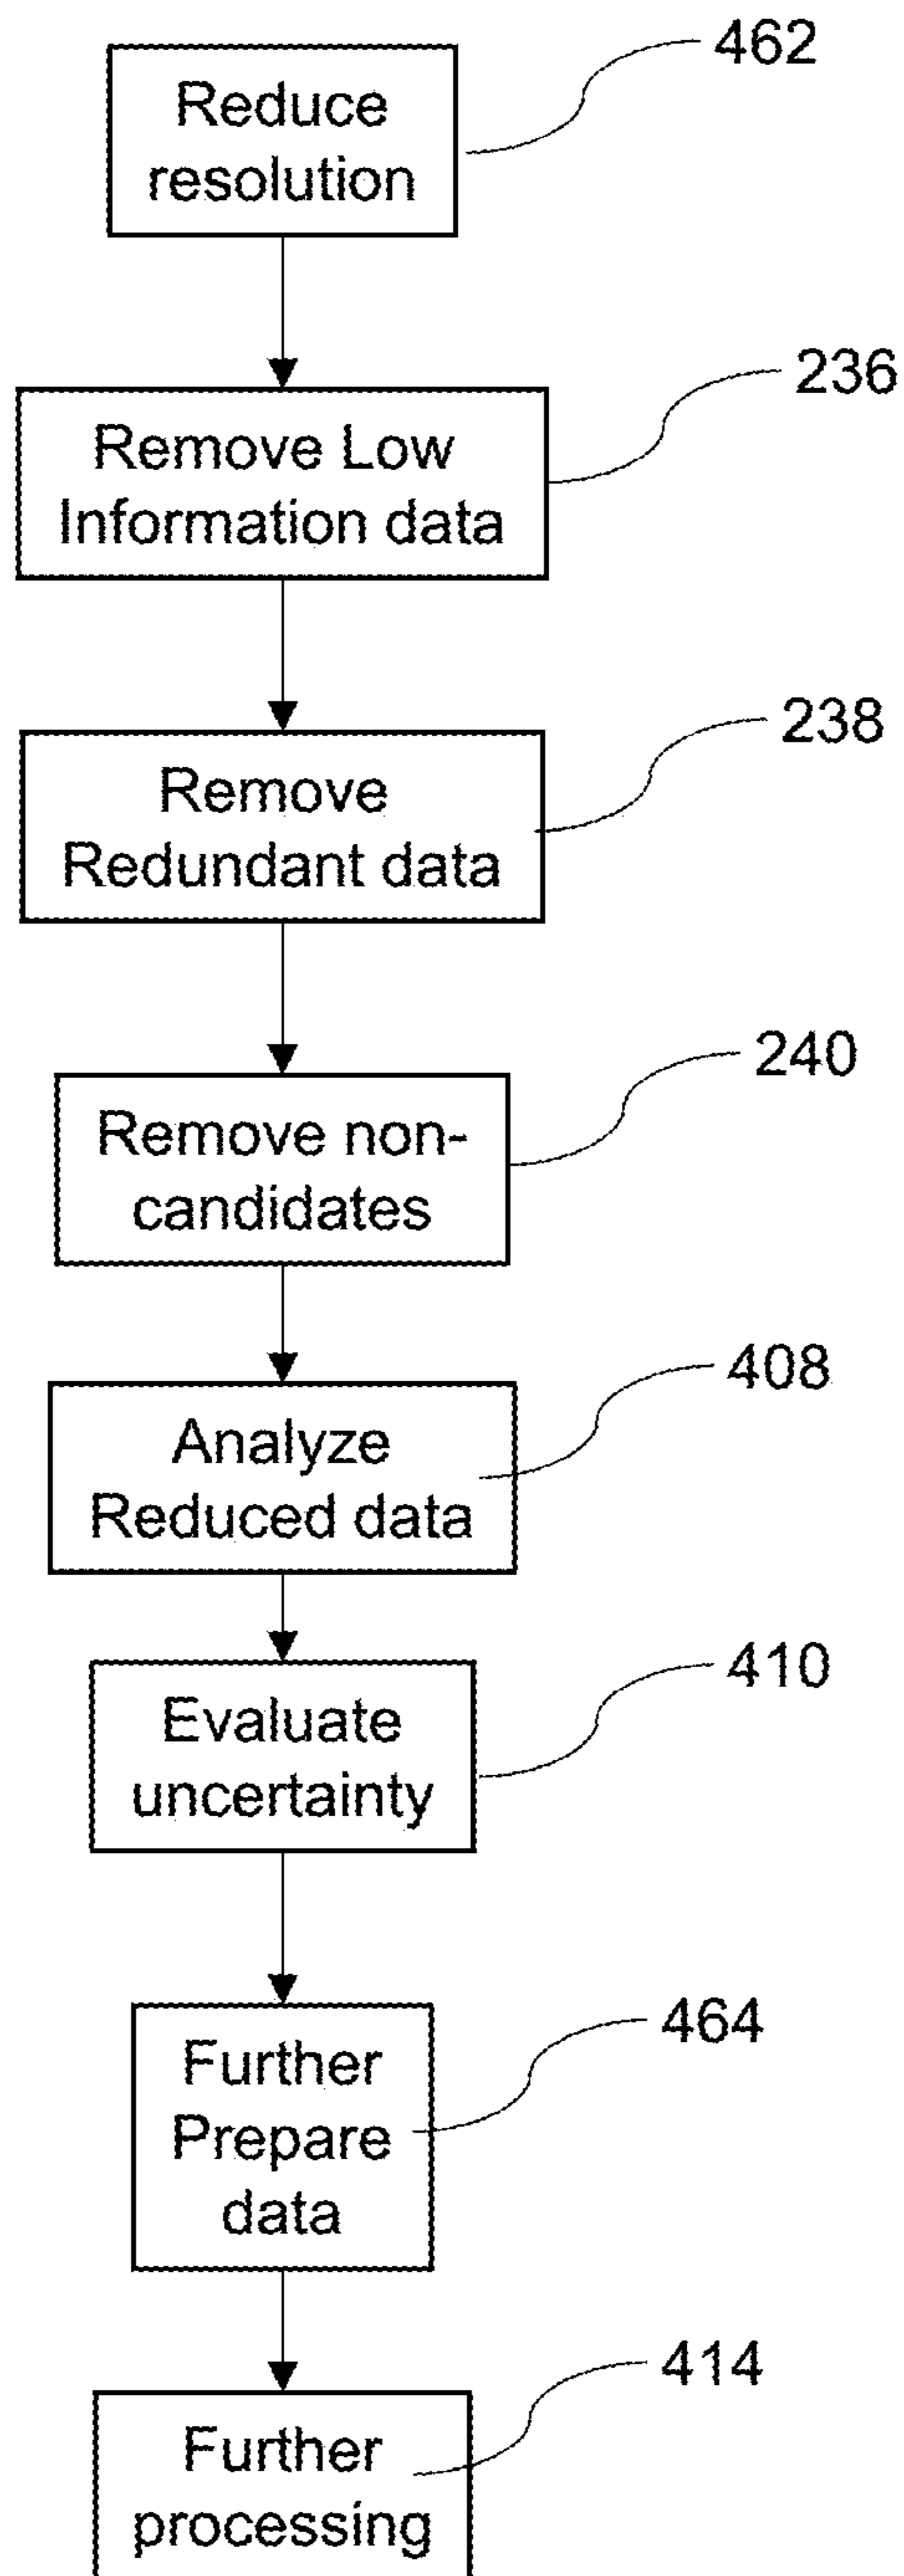 462
Reduce
resolution
236
Remove Low
Information data
238
Remove
Redundant data
240
Remove non-
candidates
408
Analyze
Reduced data
410
Evaluate
uncertainty
464
Further
Prepare
data
414
Further
processing